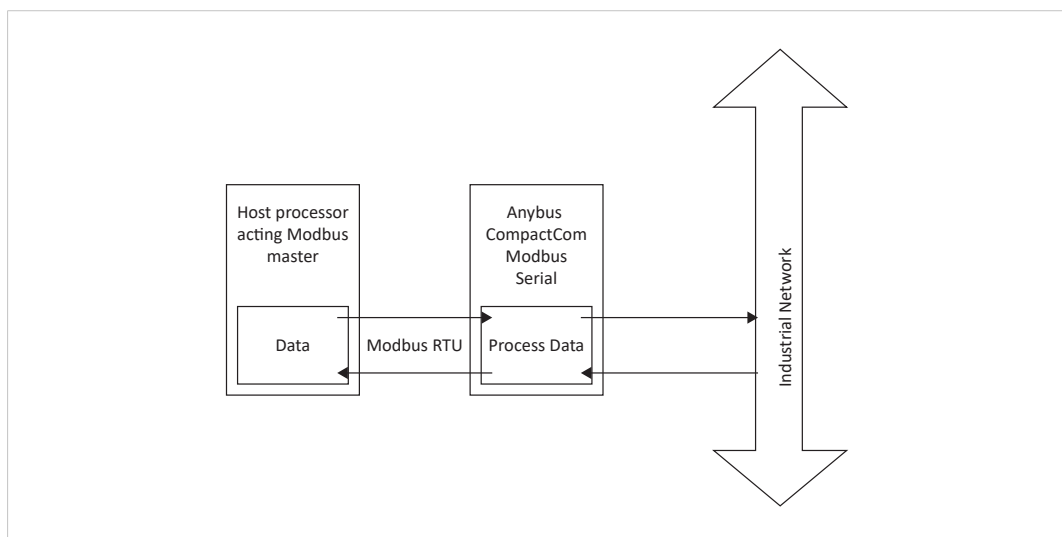 Host processor
acting Modbus
master
Data
Modbus RTU
Anybus
CompactCom
Modbus
Serial
Process Data
Industrial Network